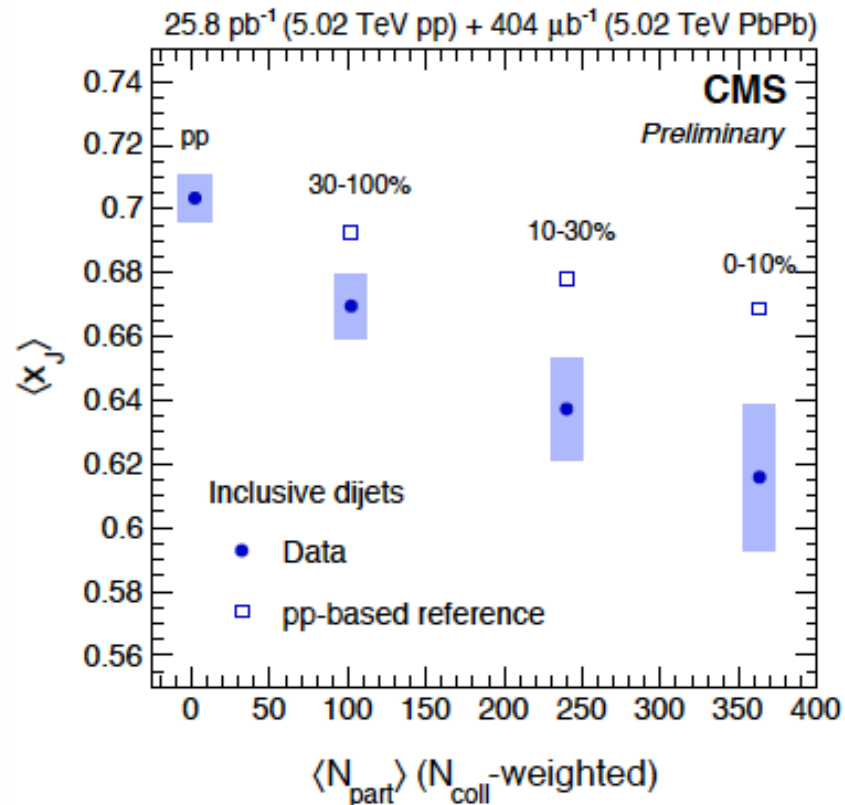 25.8 pb⁻¹ (5.02 TeV pp) + 404 μb⁻¹ (5.02 TeV PbPb)
CMS
Preliminary
pp
30-100%
10-30%
0-10%
Inclusive dijets
Data
pp-based reference
0.74
0.72
0.7
0.68
0.66
0.64
0.62
0.6
0.58
0.56
⟨x_J⟩
0 50 100 150 200 250 300 350 400
⟨N_part⟩ (N_coll-weighted)